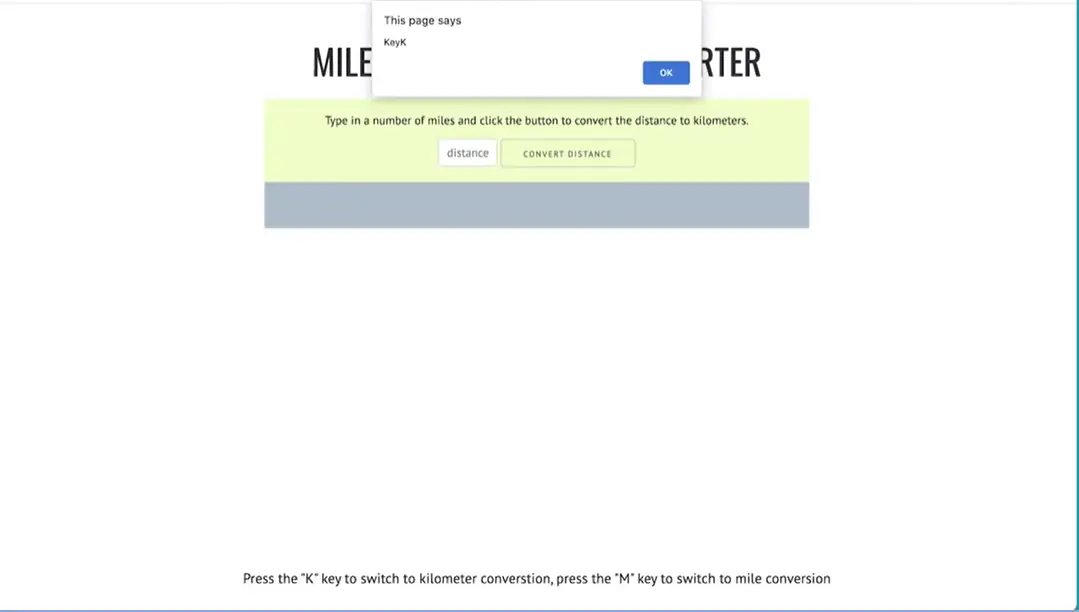 This page says
KeyK
OK
MILE RTER
Type in a number of miles and click the button to convert the distance to kilometers.
distance CONVERT DISTANCE
Press the "K" key to switch to kilometer converstion, press the "M" key to switch to mile conversion